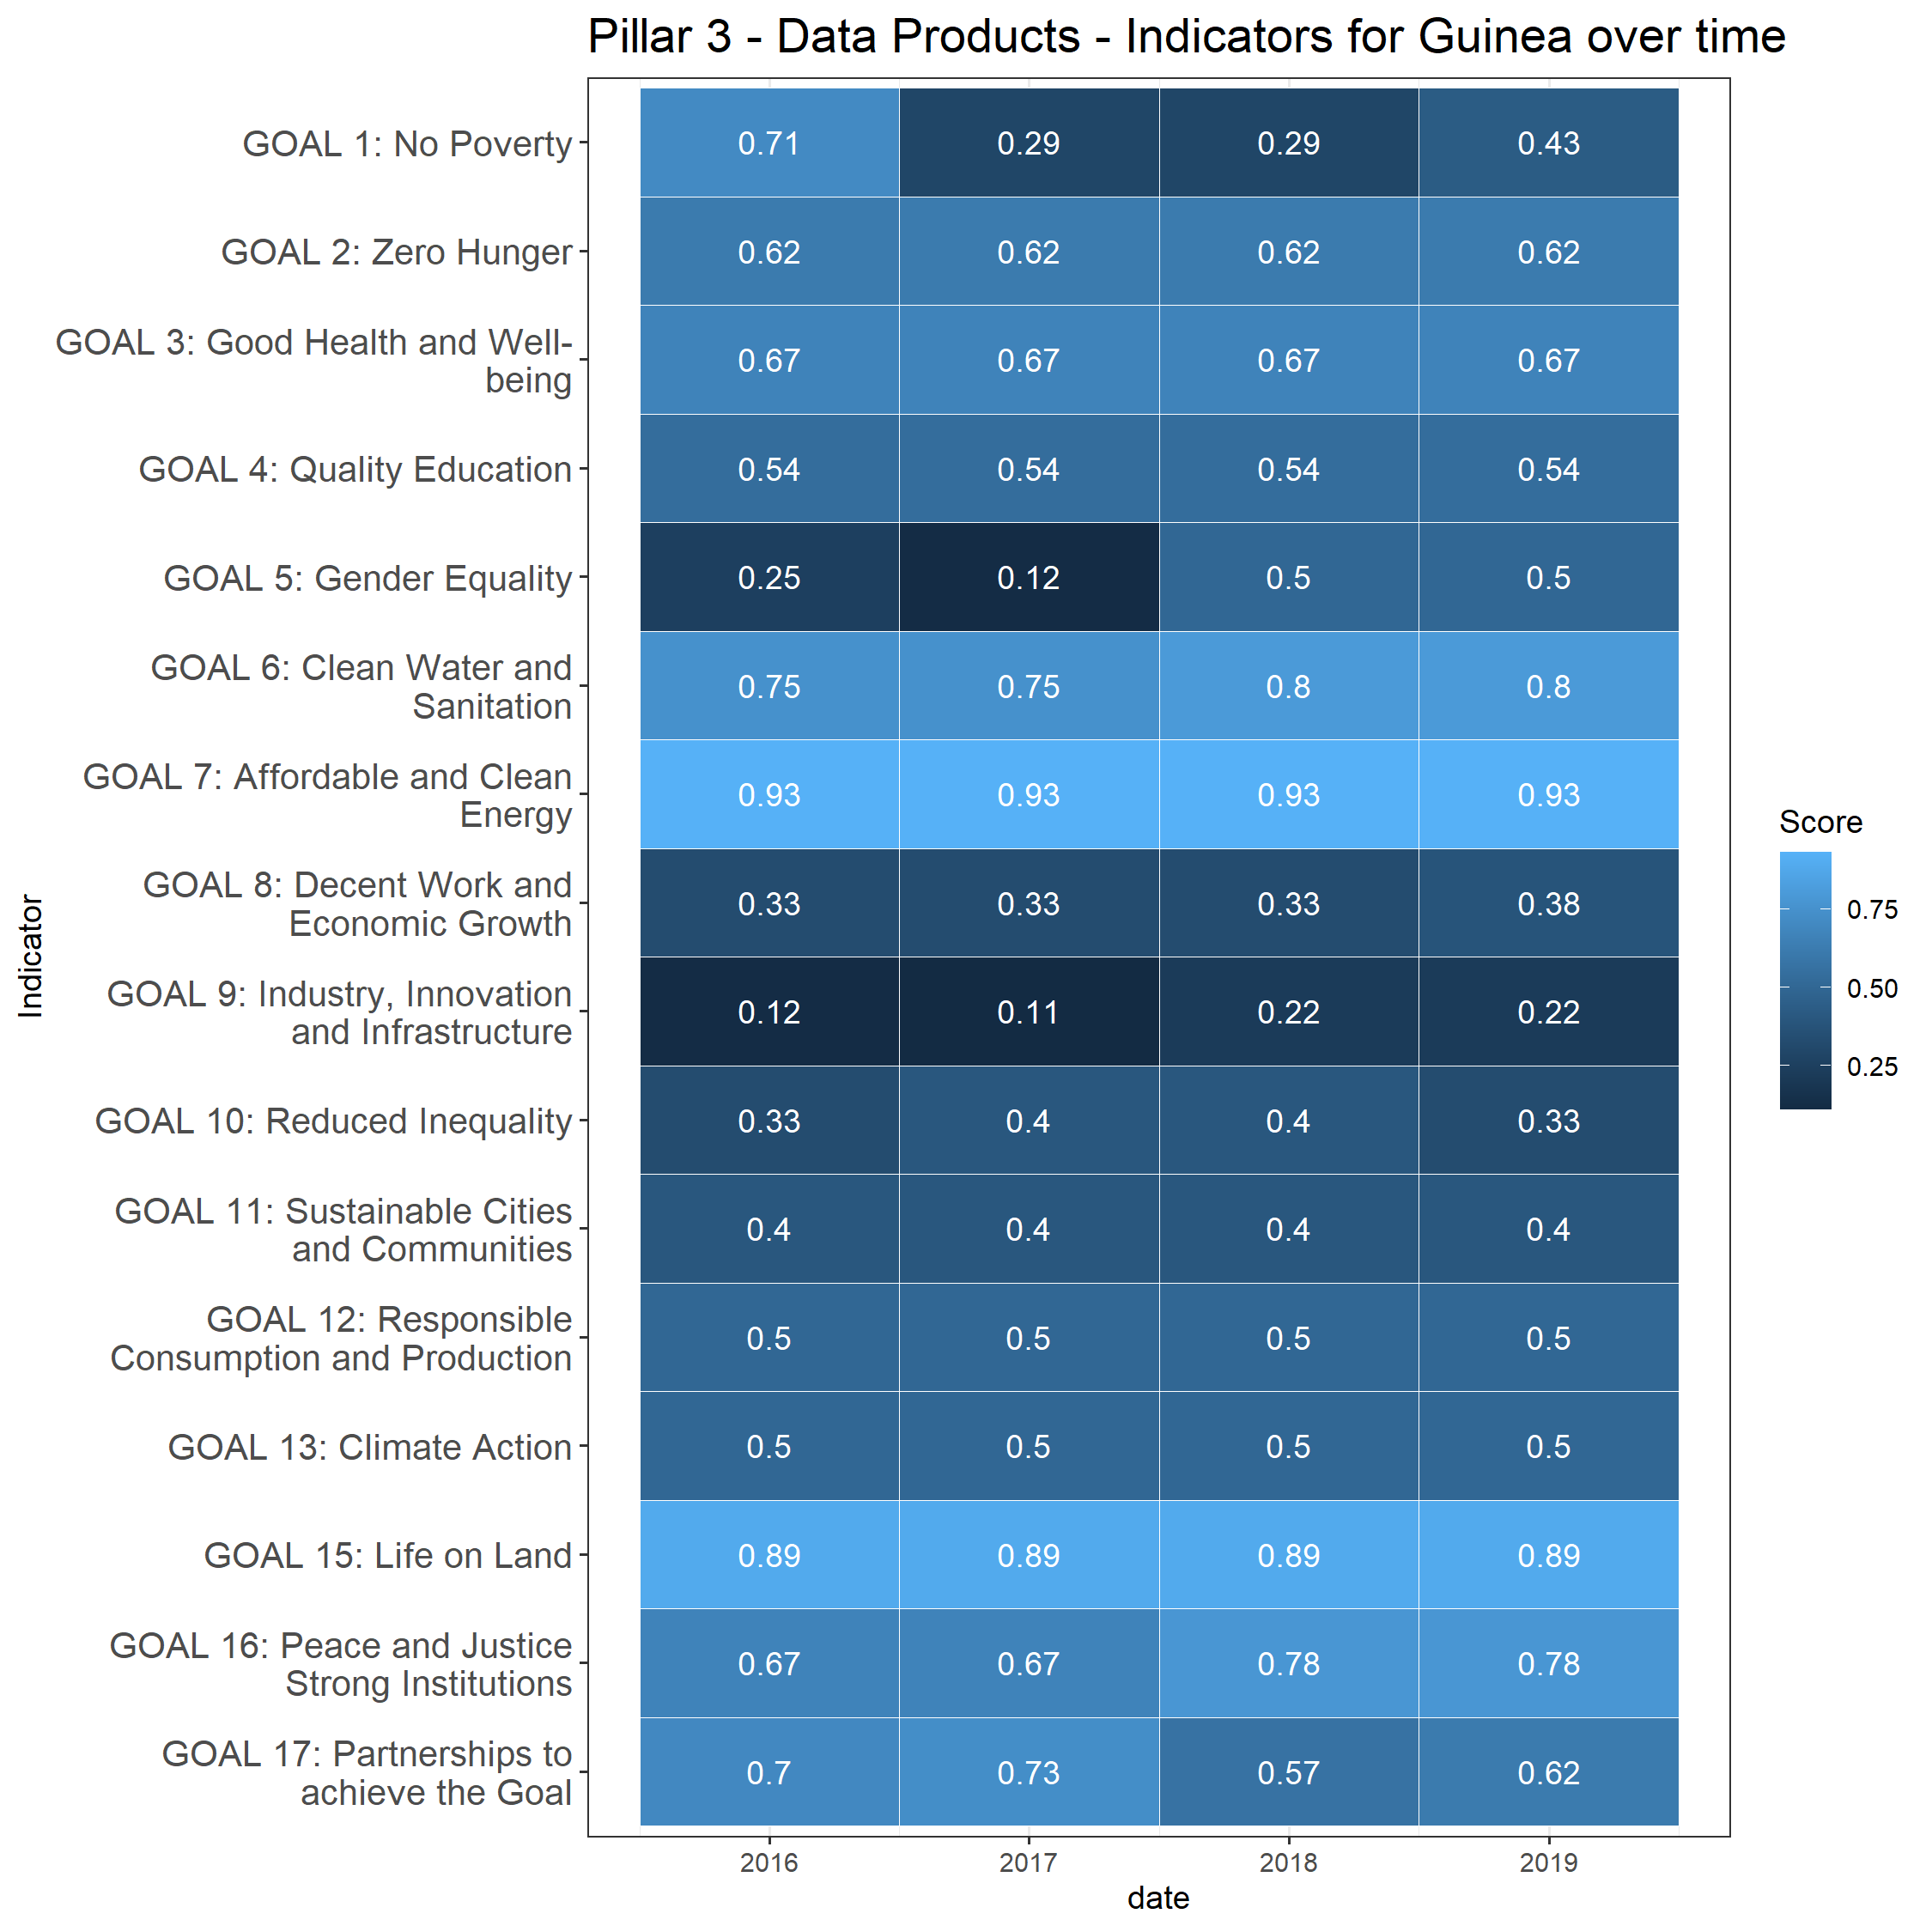 Pillar 3 - Data Products - Indicators for Guinea over time
GOAL 1: No Poverty
0.71 0.29 0.29 0.43
GOAL 2: Zero Hunger
0.62 0.62 0.62 0.62
GOAL 3: Good Health and Well-
being
0.67 0.67 0.67 0.67
GOAL 4: Quality Education
0.54 0.54 0.54 0.54
GOAL 5: Gender Equality
0.25 0.12 0.5 0.5
GOAL 6: Clean Water and
Sanitation
0.75 0.75 0.8 0.8
GOAL 7: Affordable and Clean
Energy
0.93 0.93 0.93 0.93
GOAL 8: Decent Work and
Economic Growth
0.33 0.33 0.33 0.38
GOAL 9: Industry, Innovation
and Infrastructure
0.12 0.11 0.22 0.22
GOAL 10: Reduced Inequality
0.33 0.4 0.4 0.33
GOAL 11: Sustainable Cities
and Communities
0.4 0.4 0.4 0.4
GOAL 12: Responsible
Consumption and Production
0.5 0.5 0.5 0.5
GOAL 13: Climate Action
0.5 0.5 0.5 0.5
GOAL 15: Life on Land
0.89 0.89 0.89 0.89
GOAL 16: Peace and Justice
Strong Institutions
0.67 0.67 0.78 0.78
GOAL 17: Partnerships to
achieve the Goal
0.7 0.73 0.57 0.62
2016 2017 2018 2019
date
Indicator
Score
0.75
0.50
0.25